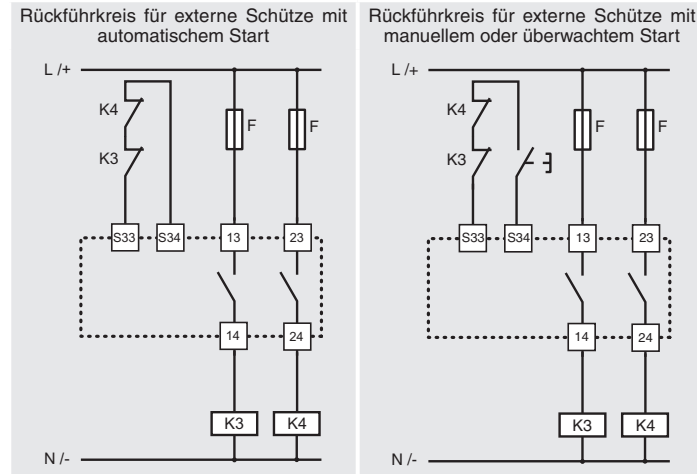 Rückführkreis für externe Schütze mit
automatischem Start
L /+
K4
K3
F
F
S33
S34
13
23
14
24
K3
K4
N /-
Rückführkreis für externe Schütze mit
manuellem oder überwachtem Start
L /+
K4
K3
F
F
S33
S34
13
23
14
24
K3
K4
N /-